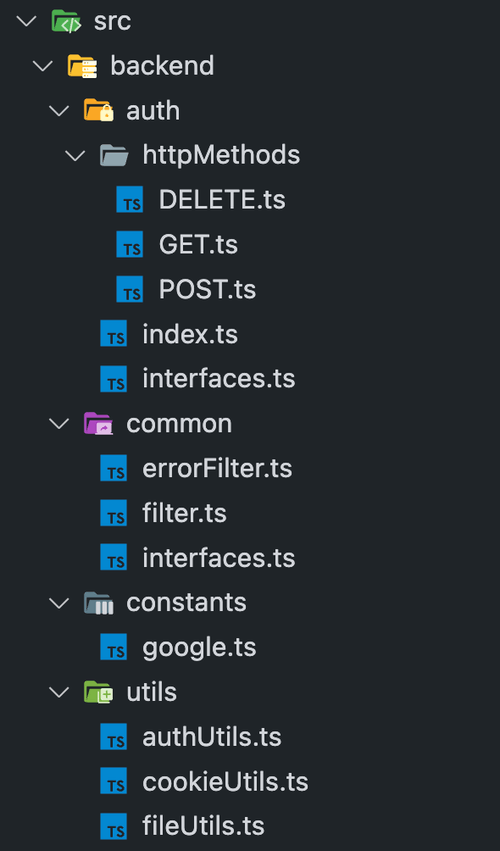 src
backend
auth
httpMethods
TS DELETE.ts
TS GET.ts
TS POST.ts
TS index.ts
TS interfaces.ts
common
TS errorFilter.ts
TS filter.ts
TS interfaces.ts
constants
TS google.ts
utils
TS authUtils.ts
TS cookieUtils.ts
TS fileUtils.ts